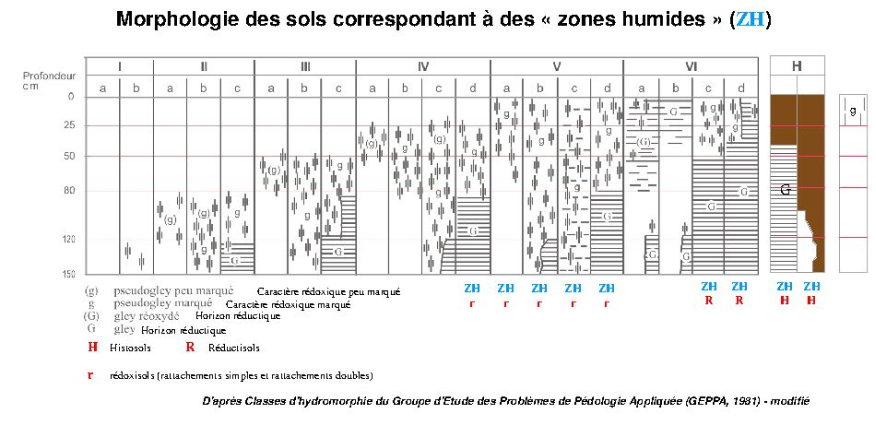 Morphologie des sols correspondant à des « zones humides » (ZH)
I II III IV V VI H
Profondeur
cm
a b a b c a b c a b c d a b c d a b c d
0
25
50
80
120
150
(g) (g) g g G (g) g g G (g) g g g g G g g g g G G (G) G g G g G G g
ZH ZH ZH ZH ZH ZH ZH ZH ZH
r r r r r R R H H
(g) pseudogley peu marqué Caractère rédoxique peu marqué
g pseudogley marqué Caractère rédoxique marqué
(G) gley réoxydé Horizon réductique
G gley Horizon réductique
H Histosols R Réductisols
r rédoxisols (rattachements simples et rattachements doubles)
D'après Classes d'hydromorphie du Groupe d'Etude des Problèmes de Pédologie Appliquée (GEPPA, 1981) - modifié